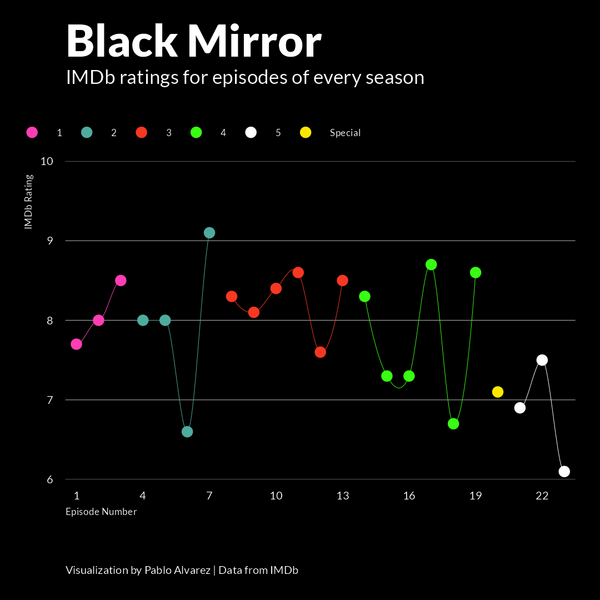 Black Mirror
IMDb ratings for episodes of every season
1 2 3 4 5 Special
IMDb Rating
10
9
8
7
6
1 4 7 10 13 16 19 22
Episode Number
Visualization by Pablo Alvarez | Data from IMDb